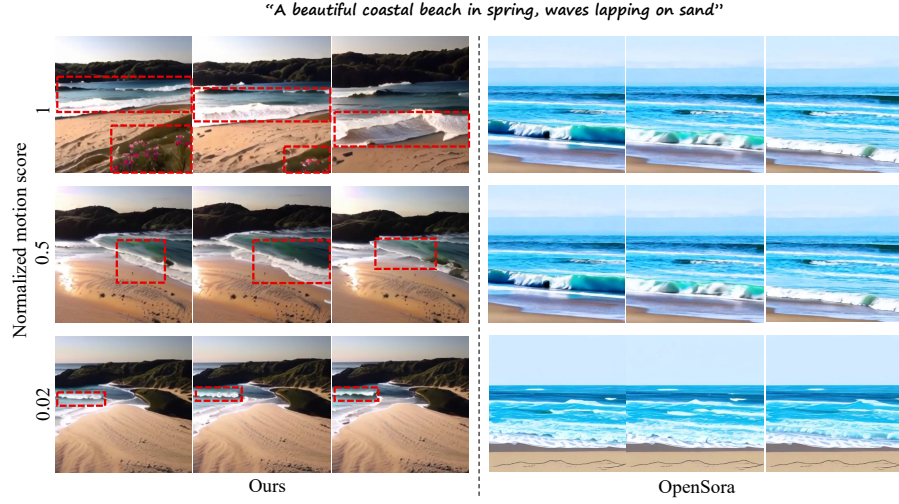 “A beautiful coastal beach in spring, waves lapping on sand”
Normalized motion score
1
0.5
0.02
Ours
OpenSora